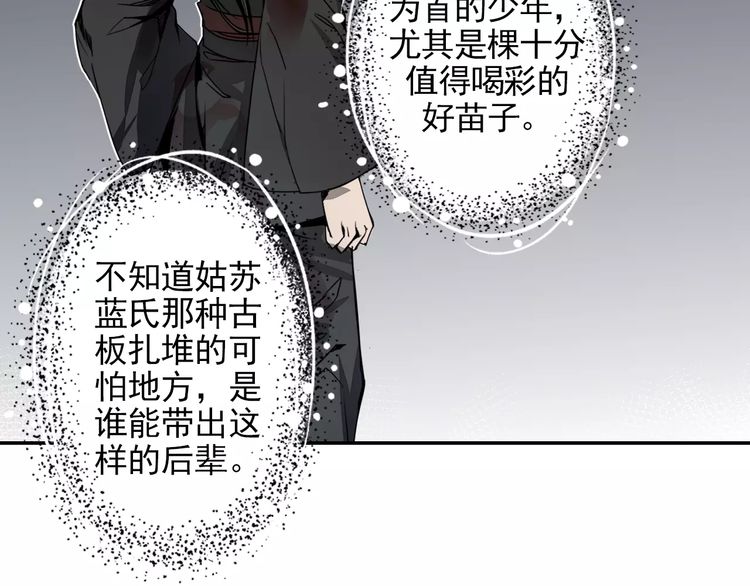 为首的少年，
尤其是棵十分
值得喝彩的
好苗子。
不知道姑苏
蓝氏那种古
板扎堆的可
怕地方，是
谁能带出这
样的后辈。